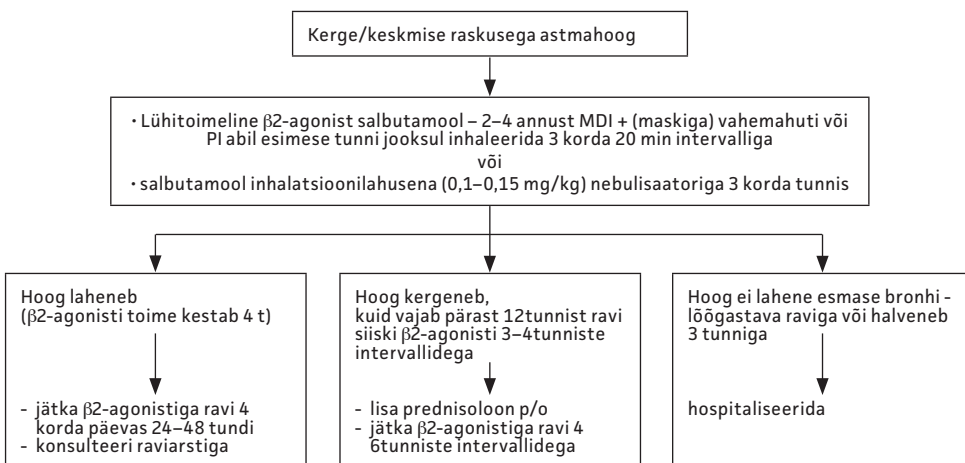 Kerge/keskmise raskusega astmahoog
· Lühitoimeline β2-agonist salbutamool – 2–4 annust MDI + (maskiga) vahemahuti või
PI abil esimese tunni jooksul inhaleerida 3 korda 20 min intervalliga
või
· salbutamool inhalatsioonilahusena (0,1–0,15 mg/kg) nebulisaatoriga 3 korda tunnis
Hoog laheneb
(β2-agonisti toime kestab 4 t)
- jätka β2-agonistiga ravi 4
korda päevas 24–48 tundi
- konsulteeri raviarstiga
Hoog kergeneb,
kuid vajab pärast 12tunnist ravi
siiski β2-agonisti 3–4tunniste
intervallidega
- lisa prednisoloon p/o
- jätka β2-agonistiga ravi 4
6tunniste intervallidega
Hoog ei lahene esmase bronhi -
lõõgastava raviga või halveneb
3 tunniga
hospitaliseerida